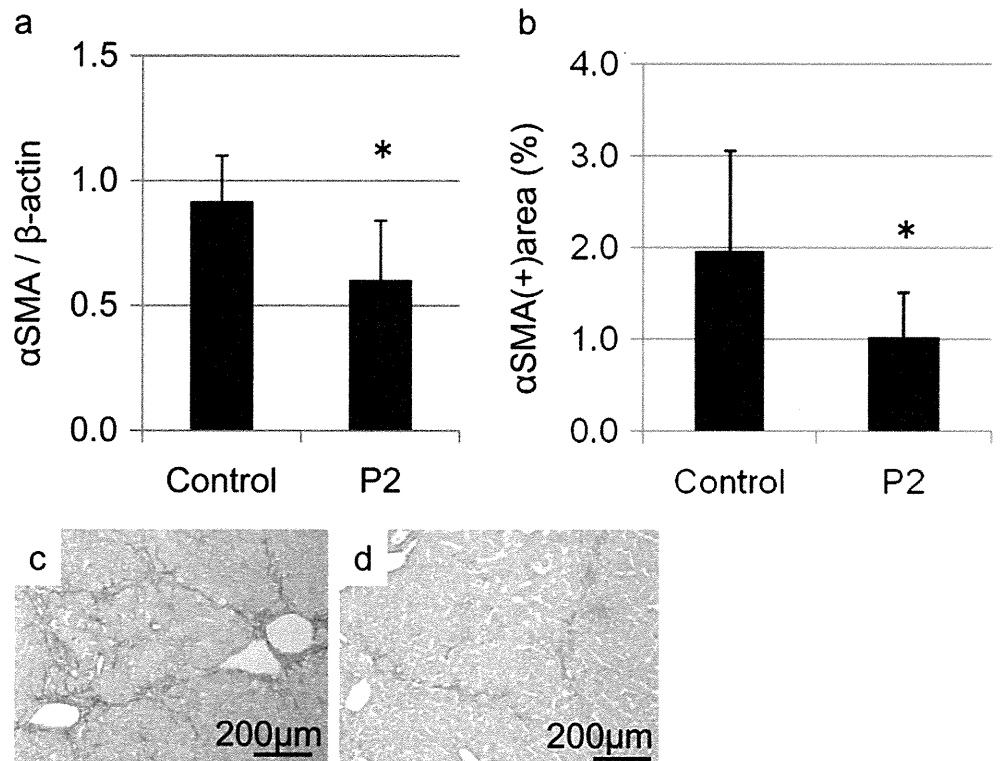 a
αSMA / β-actin
1.5
1.0
0.5
0.0
*
Control P2
b
αSMA(+)area (%)
4.0
3.0
2.0
1.0
0.0
*
Control P2
c
200μm
d
200μm